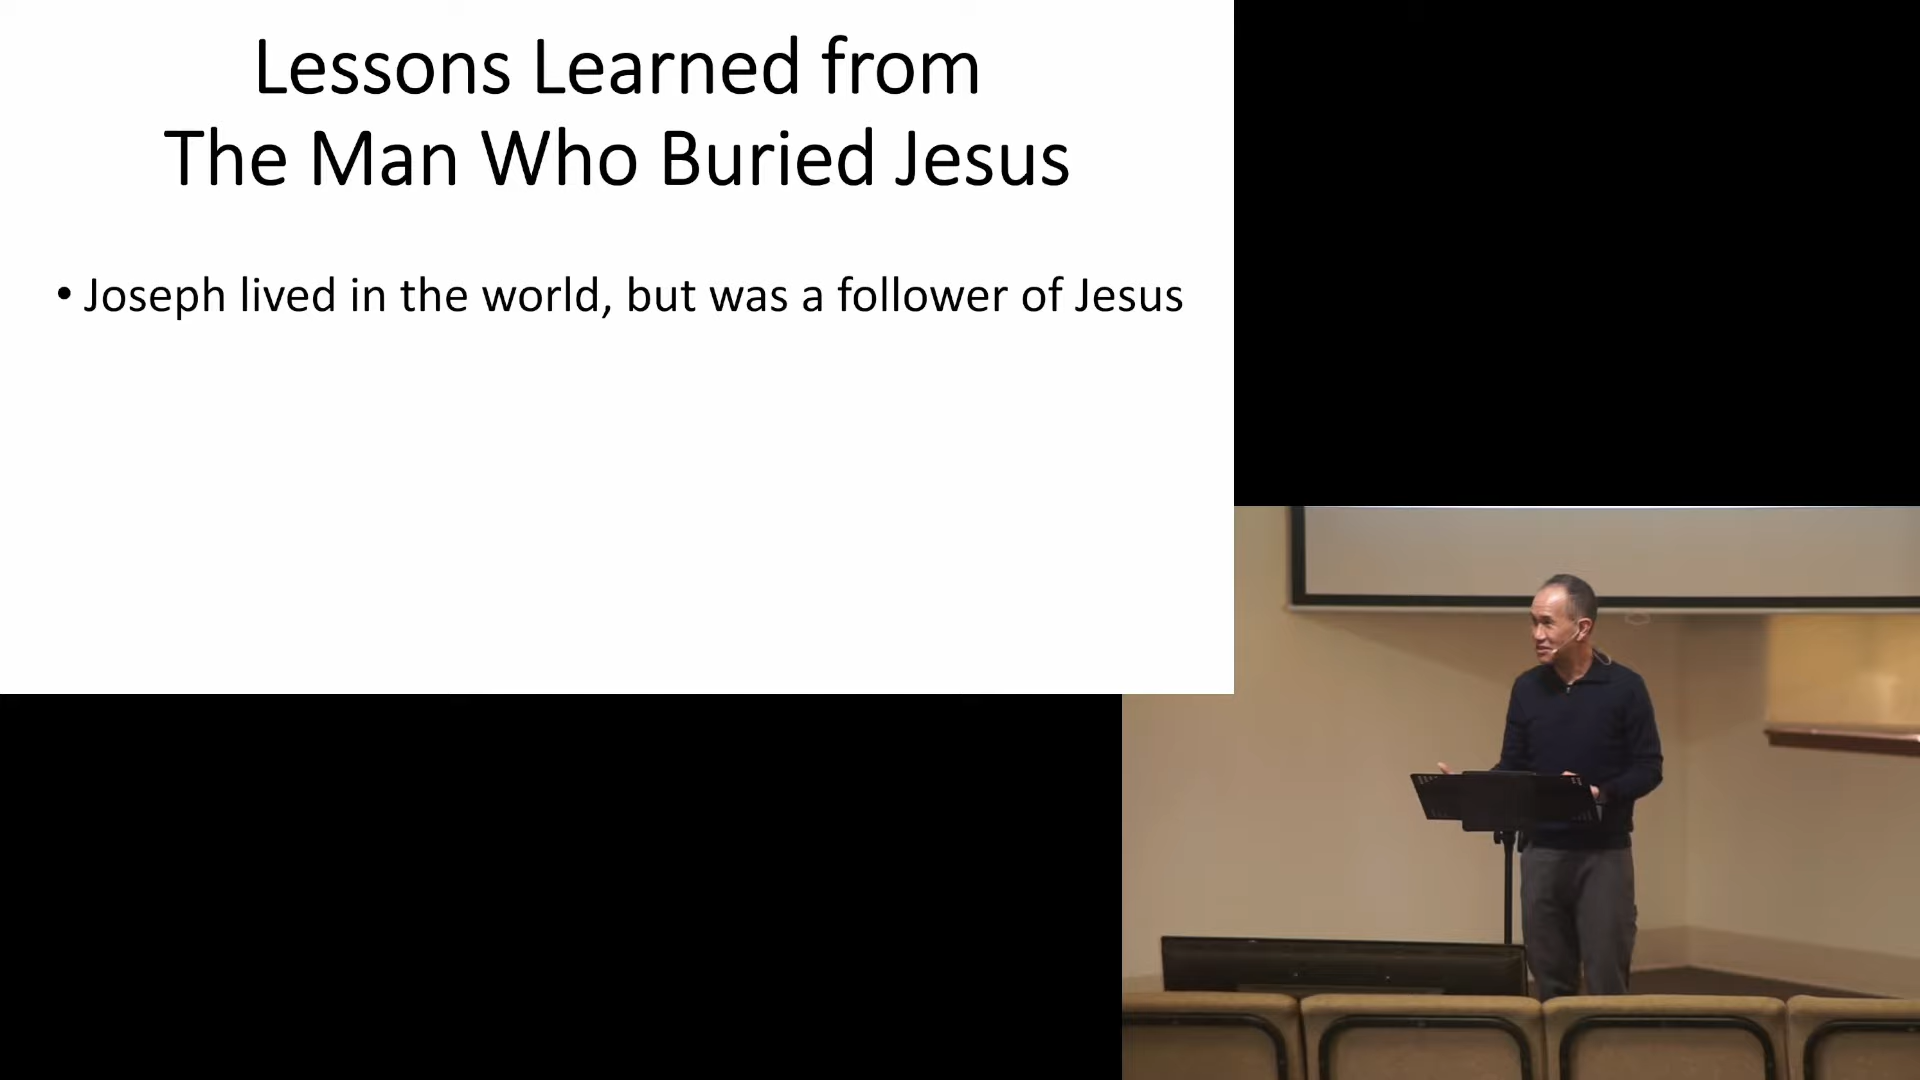 Lessons Learned from
The Man Who Buried Jesus
• Joseph lived in the world, but was a follower of Jesus